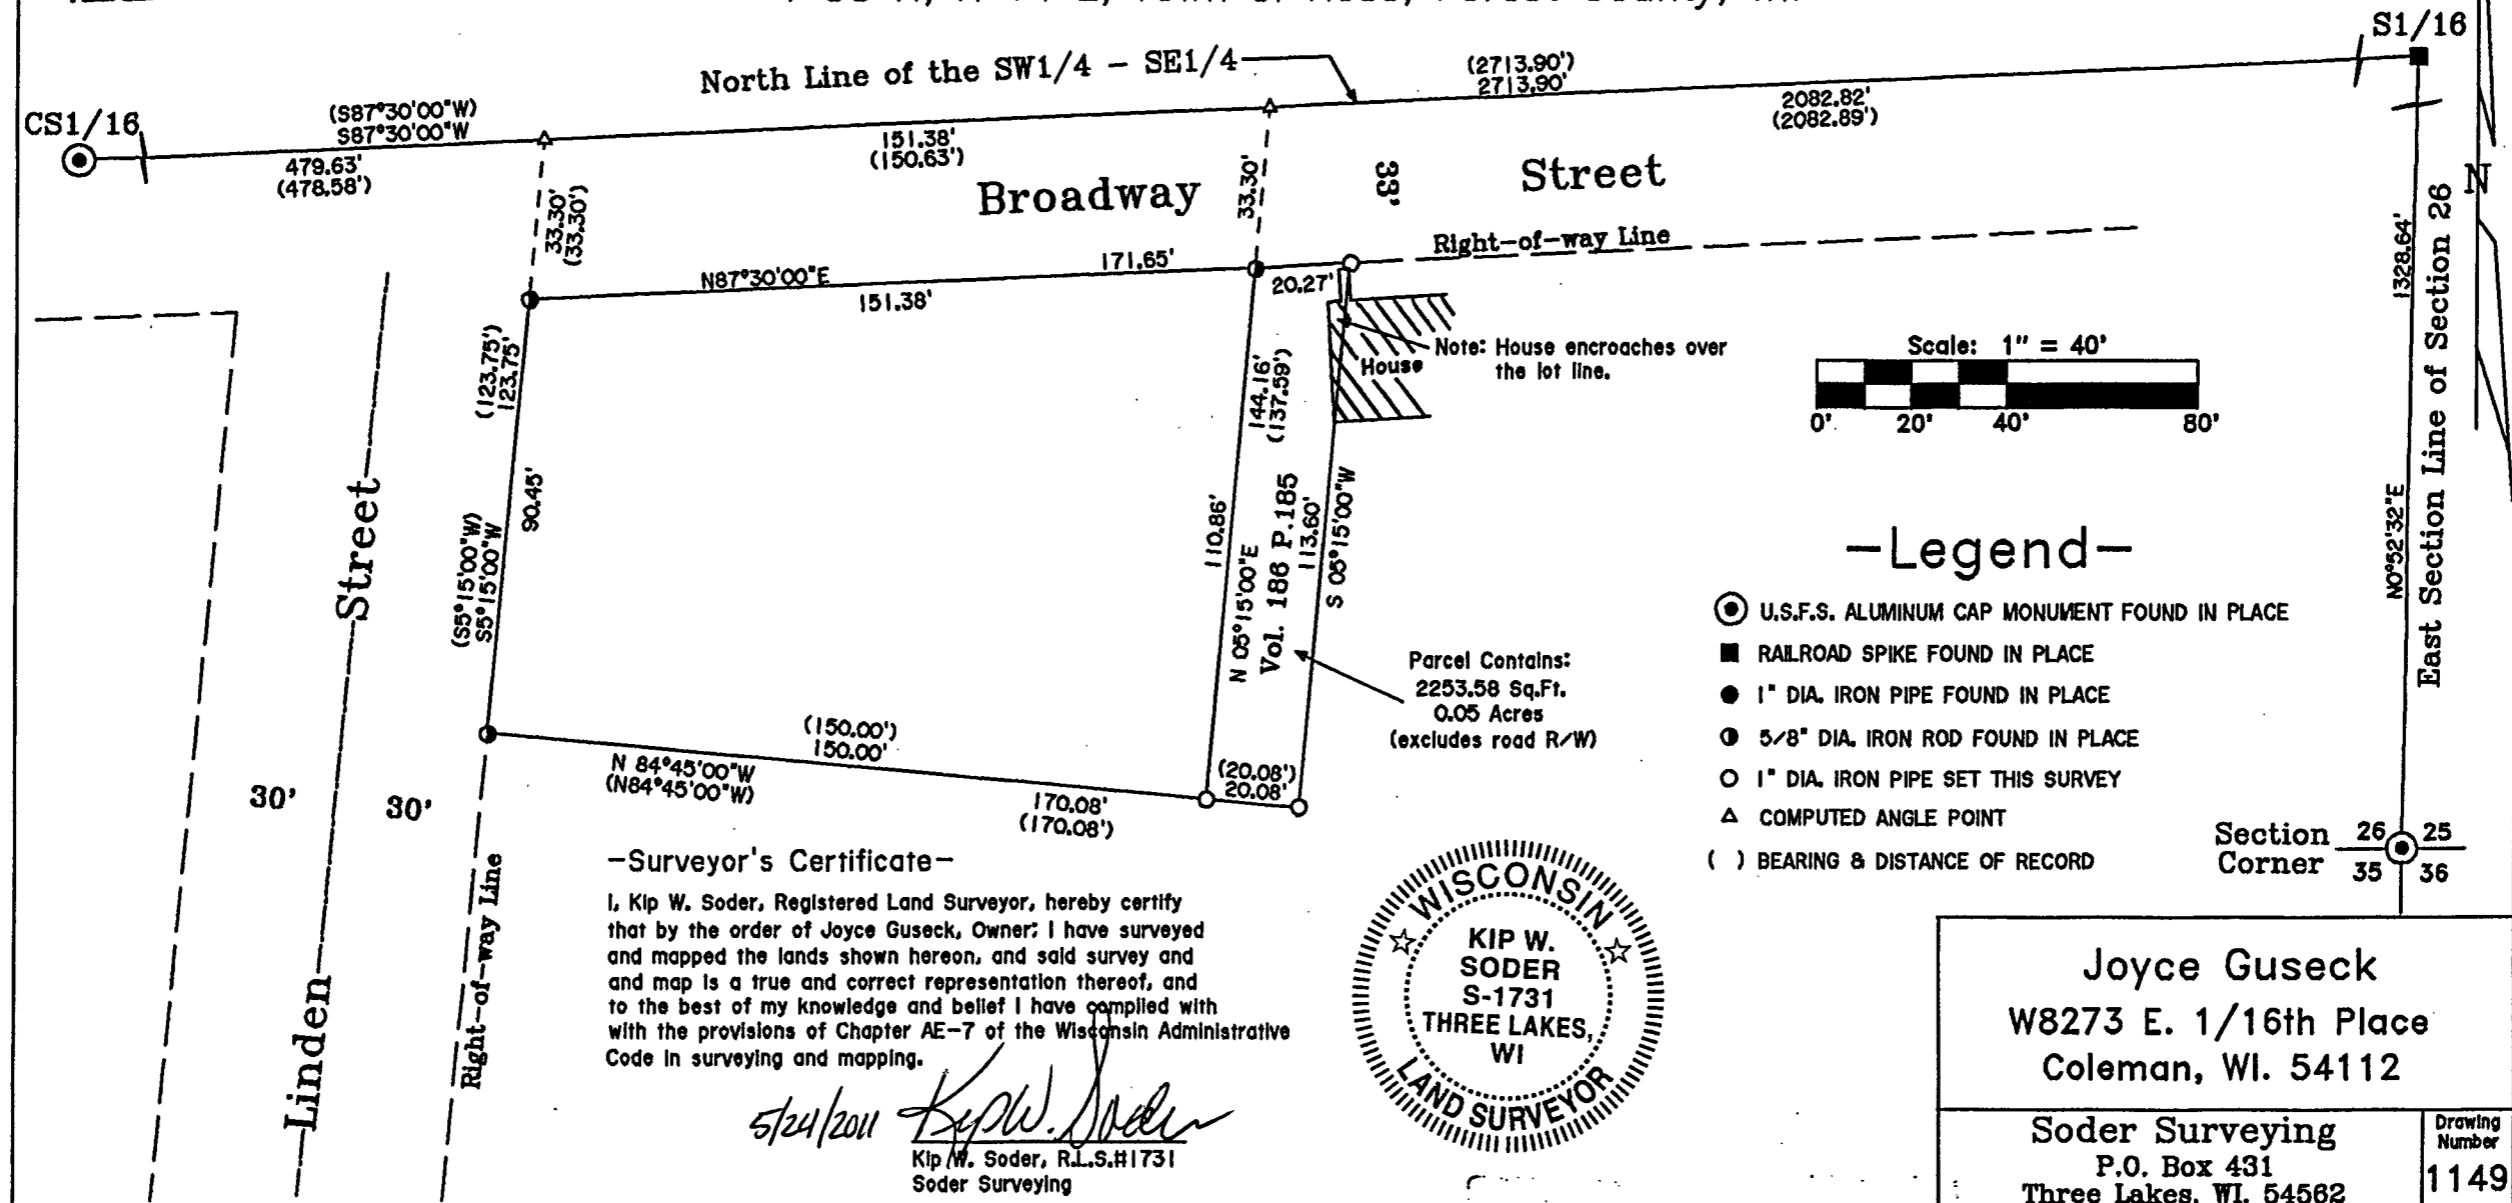 S1/16
North Line of the SW1/4 - SE1/4
(2713.90')
2713.90'
2082.82'
(2082.89')
CS1/16
(S87°30'00"W)
S87°30'00"W
479.63'
(478.58')
151.38'
(150.63')
33.30'
(33.30')
33.30'
33'
Broadway Street
Right-of-way Line
N87°30'00"E
171.65'
151.38'
20.27'
N
1328.64'
N0°52'32"E
East Section Line of Section 26
(123.75')
123.75'
90.45'
(S5°15'00"W)
S5°15'00"W
144.16'
(137.59')
110.86'
N 05°15'00"E
Vol. 186 P.185
113.60'
S 05°15'00"W
House
Note: House encroaches over
the lot line.
Scale: 1" = 40'
0' 20' 40' 80'
Parcel Contains:
2253.58 Sq.Ft.
0.05 Acres
(excludes road R/W)
(150.00')
150.00'
N 84°45'00"W
(N84°45'00"W)
170.08'
(170.08')
(20.08')
20.08'
30'
30'
Linden Street
Right-of-way Line
-Legend-
U.S.F.S. ALUMINUM CAP MONUMENT FOUND IN PLACE
RAILROAD SPIKE FOUND IN PLACE
1" DIA. IRON PIPE FOUND IN PLACE
5/8" DIA. IRON ROD FOUND IN PLACE
1" DIA. IRON PIPE SET THIS SURVEY
COMPUTED ANGLE POINT
( ) BEARING & DISTANCE OF RECORD
Section
Corner
26 25
35 36
-Surveyor's Certificate-
I, Kip W. Soder, Registered Land Surveyor, hereby certify
that by the order of Joyce Guseck, Owner; I have surveyed
and mapped the lands shown hereon, and said survey and
and map is a true and correct representation thereof, and
to the best of my knowledge and belief I have complied with
with the provisions of Chapter AE-7 of the Wisconsin Administrative
Code in surveying and mapping.
5/24/2011 Kip W. Soder
Kip W. Soder, R.L.S.#1731
Soder Surveying
WISCONSIN
KIP W.
SODER
S-1731
THREE LAKES,
WI
LAND SURVEYOR
Joyce Guseck
W8273 E. 1/16th Place
Coleman, WI. 54112
Soder Surveying
P.O. Box 431
Three Lakes, WI. 54562
Drawing
Number
1149